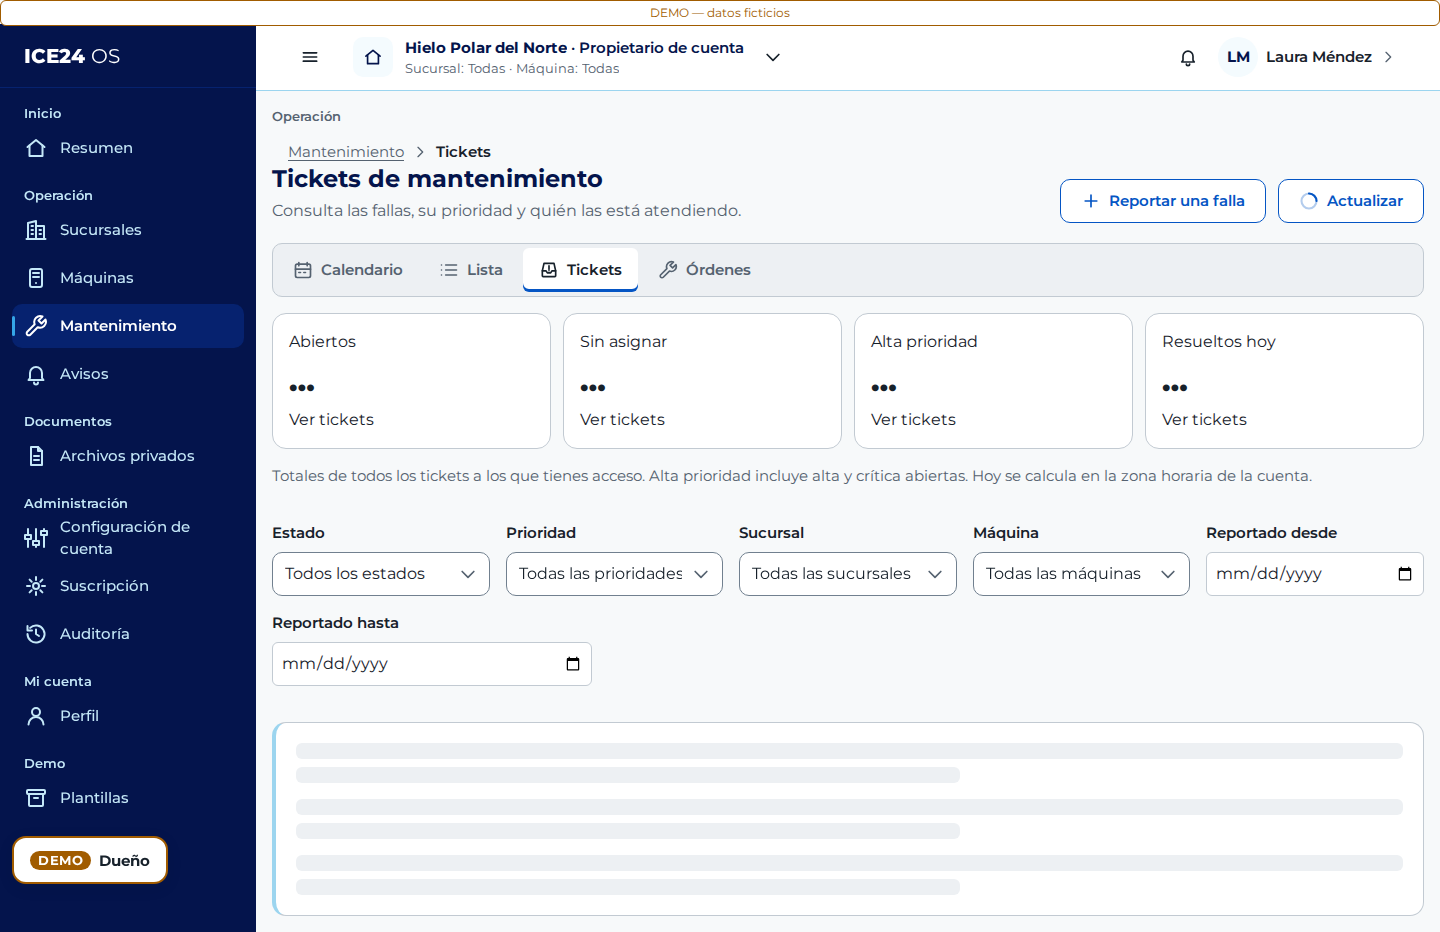 DEMO — datos ficticios
ICE24 OS
Inicio
Resumen
Operación
Sucursales
Máquinas
Mantenimiento
Avisos
Documentos
Archivos privados
Administración
Configuración de
cuenta
Suscripción
Auditoría
Mi cuenta
Perfil
Demo
Plantillas
DEMO Dueño
Hielo Polar del Norte · Propietario de cuenta
Sucursal: Todas · Máquina: Todas
LM Laura Méndez
Operación
Mantenimiento > Tickets
Tickets de mantenimiento
Consulta las fallas, su prioridad y quién las está atendiendo.
Reportar una falla
Actualizar
Calendario Lista Tickets Órdenes
Abiertos
•••
Ver tickets
Sin asignar
•••
Ver tickets
Alta prioridad
•••
Ver tickets
Resueltos hoy
•••
Ver tickets
Totales de todos los tickets a los que tienes acceso. Alta prioridad incluye alta y crítica abiertas. Hoy se calcula en la zona horaria de la cuenta.
Estado
Todos los estados
Prioridad
Todas las prioridades
Sucursal
Todas las sucursales
Máquina
Todas las máquinas
Reportado desde
mm/dd/yyyy
Reportado hasta
mm/dd/yyyy